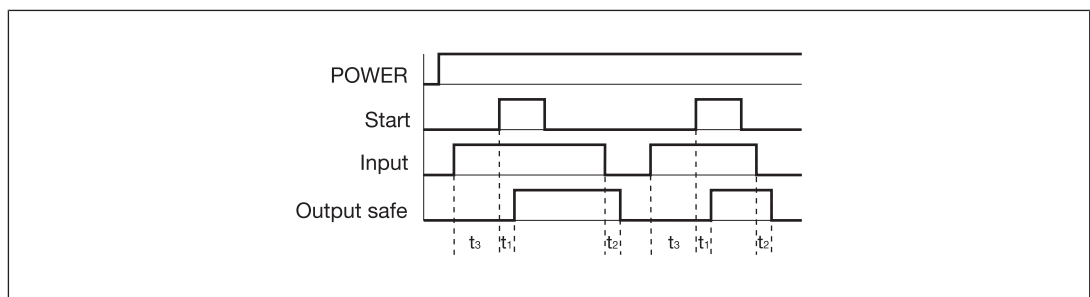 POWER
Start
Input
Output safe
t₃ t₁ t₂ t₃ t₁ t₂